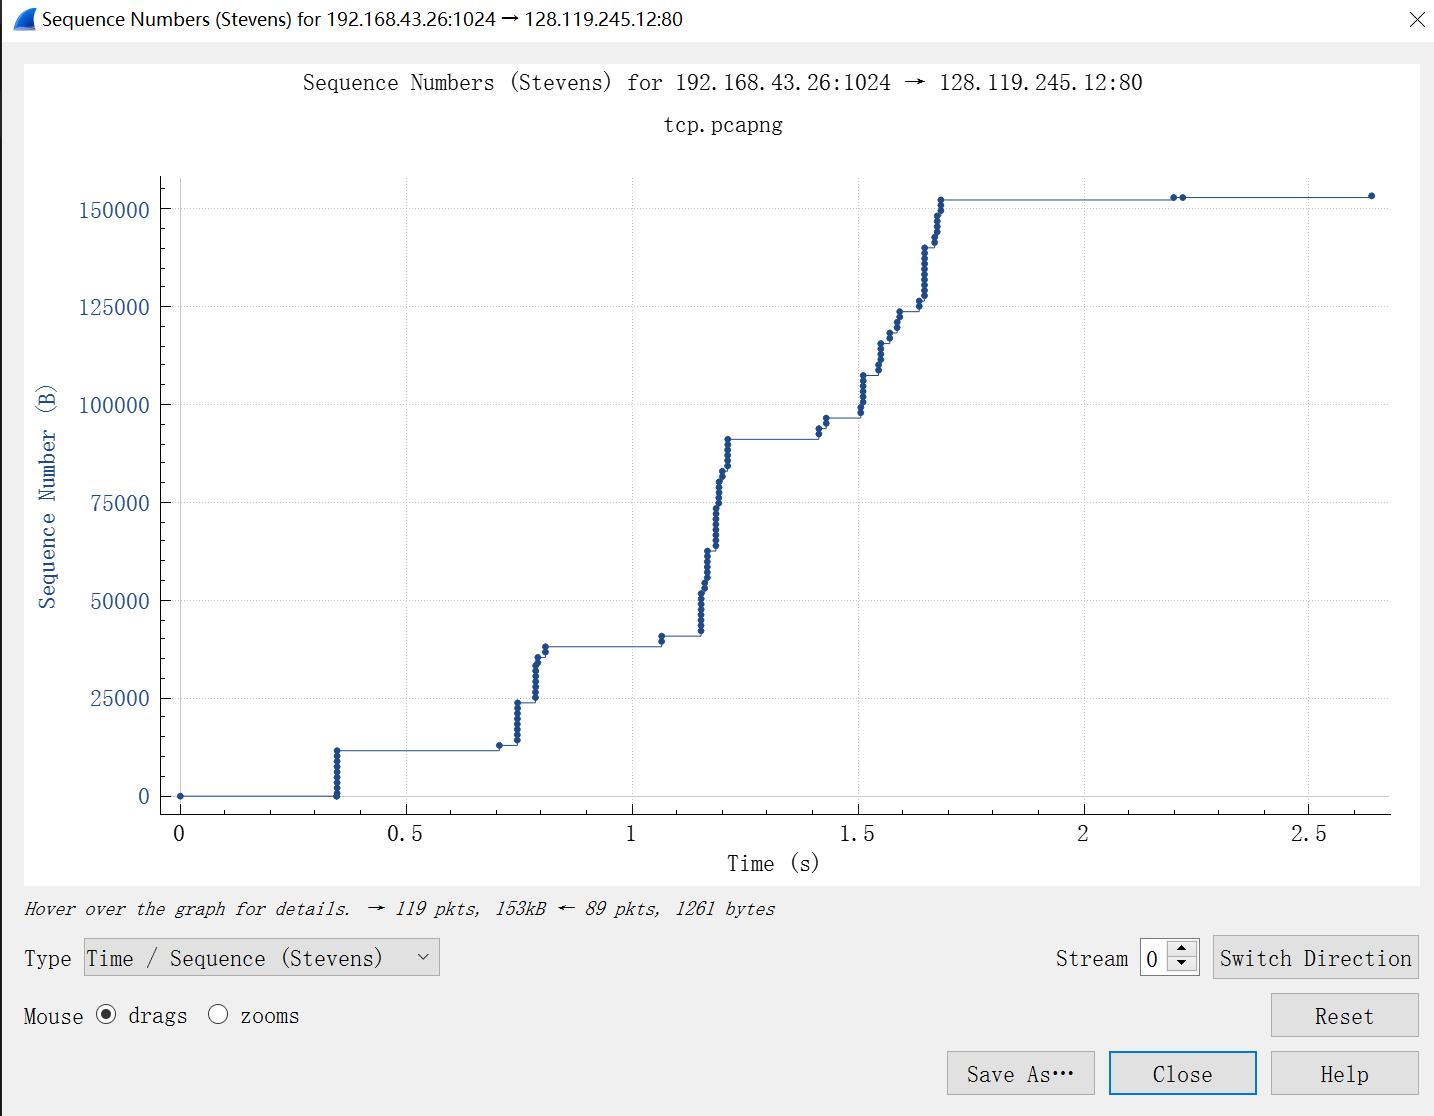 Sequence Numbers (Stevens) for 192.168.43.26:1024 → 128.119.245.12:80
Sequence Numbers (Stevens) for 192.168.43.26:1024 → 128.119.245.12:80
tcp.pcapng
Sequence Number (B)
150000
125000
100000
75000
50000
25000
0
0 0.5 1 1.5 2 2.5
Time (s)
Hover over the graph for details. → 119 pkts, 153kB ← 89 pkts, 1261 bytes
Type Time / Sequence (Stevens) Stream 0 Switch Direction
Mouse drags zooms Reset
Save As… Close Help